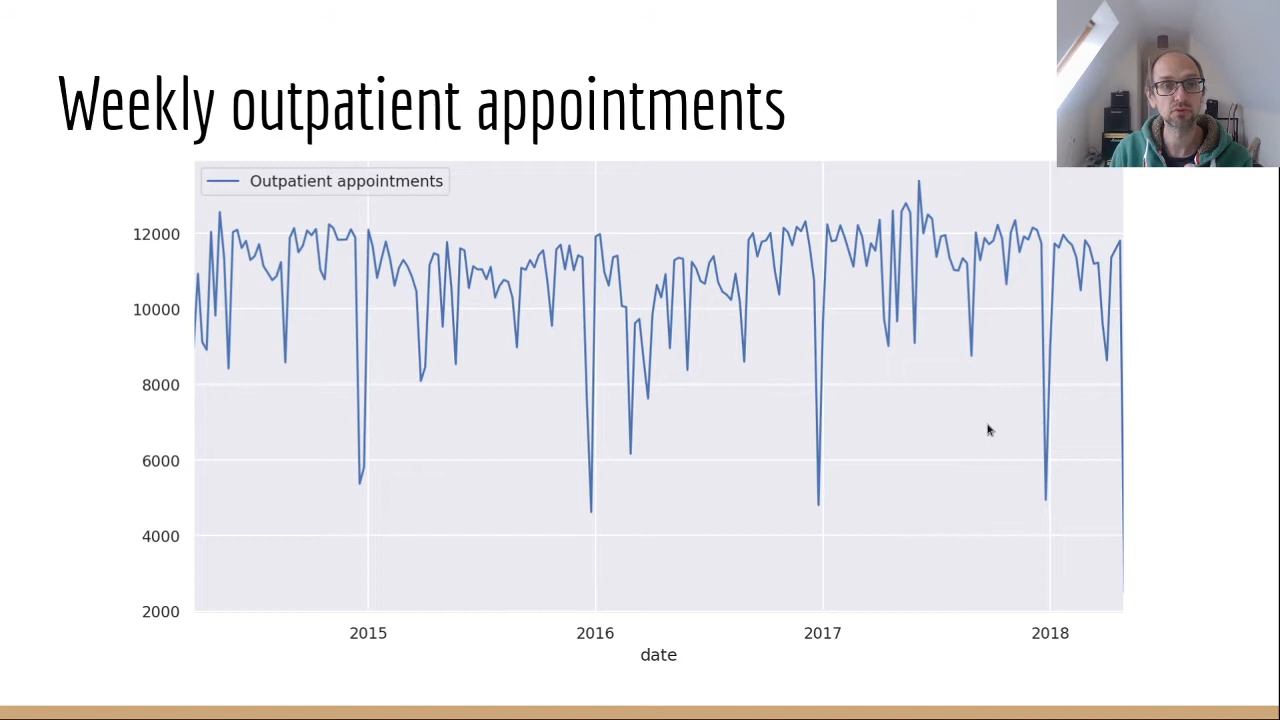 Weekly outpatient appointments
Outpatient appointments
12000
10000
8000
6000
4000
2000
2015 2016 2017 2018
date